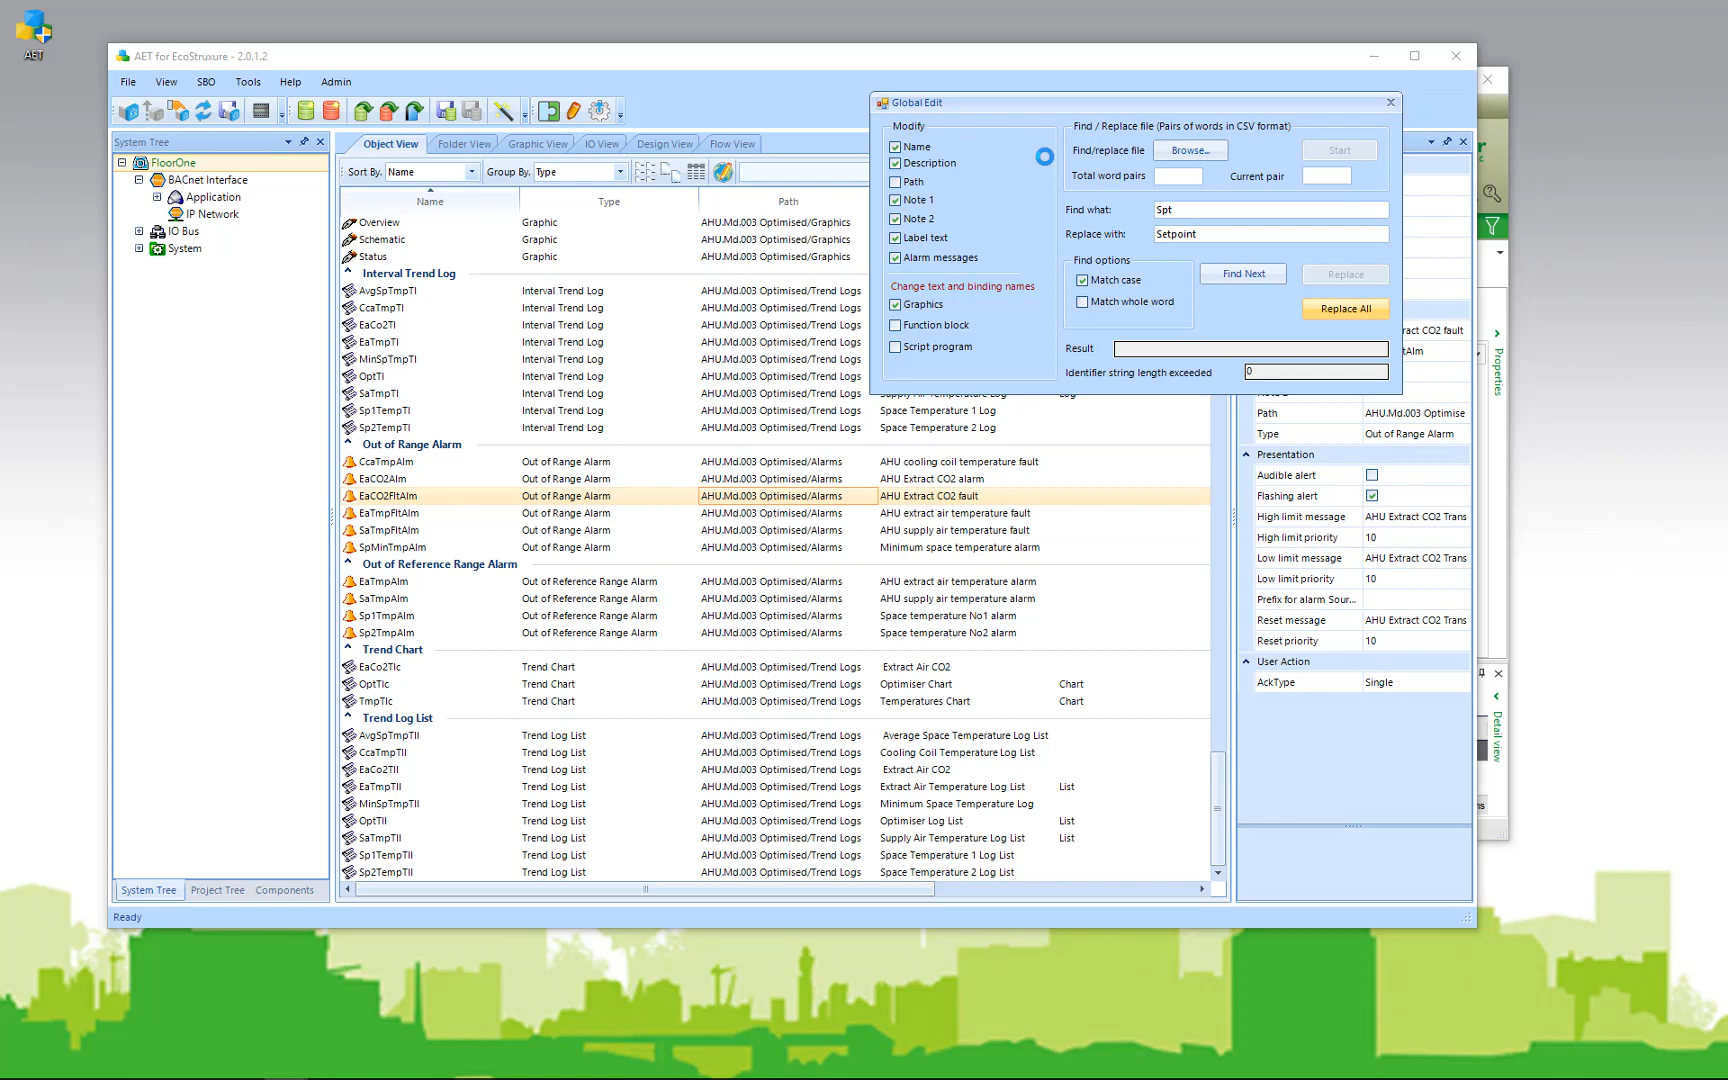 AET
AET for EcoStruxure - 2.0.1.2
File View SBO Tools Help Admin
System Tree
FloorOne
BACnet Interface
Application
IP Network
IO Bus
System
System Tree Project Tree Components
Ready
Object View Folder View Graphic View IO View Design View Flow View
Sort By. Name Group By. Type
Name Type Path
Overview Graphic AHU.Md.003 Optimised/Graphics
Schematic Graphic AHU.Md.003 Optimised/Graphics
Status Graphic AHU.Md.003 Optimised/Graphics
Interval Trend Log
AvgSpTmpTl Interval Trend Log AHU.Md.003 Optimised/Trend Logs
CcaTmpTl Interval Trend Log AHU.Md.003 Optimised/Trend Logs
EaCo2Tl Interval Trend Log AHU.Md.003 Optimised/Trend Logs
EaTmpTl Interval Trend Log AHU.Md.003 Optimised/Trend Logs
MinSpTmpTl Interval Trend Log AHU.Md.003 Optimised/Trend Logs
OptTl Interval Trend Log AHU.Md.003 Optimised/Trend Logs
SaTmpTl Interval Trend Log AHU.Md.003 Optimised/Trend Logs
Sp1TempTl Interval Trend Log AHU.Md.003 Optimised/Trend Logs Space Temperature 1 Log
Sp2TempTl Interval Trend Log AHU.Md.003 Optimised/Trend Logs Space Temperature 2 Log
Out of Range Alarm
CcaTmpAlm Out of Range Alarm AHU.Md.003 Optimised/Alarms AHU cooling coil temperature fault
EaCO2Alm Out of Range Alarm AHU.Md.003 Optimised/Alarms AHU Extract CO2 alarm
EaCO2FltAlm Out of Range Alarm AHU.Md.003 Optimised/Alarms AHU Extract CO2 fault
EaTmpFltAlm Out of Range Alarm AHU.Md.003 Optimised/Alarms AHU extract air temperature fault
SaTmpFltAlm Out of Range Alarm AHU.Md.003 Optimised/Alarms AHU supply air temperature fault
SpMinTmpAlm Out of Range Alarm AHU.Md.003 Optimised/Alarms Minimum space temperature alarm
Out of Reference Range Alarm
EaTmpAlm Out of Reference Range Alarm AHU.Md.003 Optimised/Alarms AHU extract air temperature alarm
SaTmpAlm Out of Reference Range Alarm AHU.Md.003 Optimised/Alarms AHU supply air temperature alarm
Sp1TmpAlm Out of Reference Range Alarm AHU.Md.003 Optimised/Alarms Space temperature No1 alarm
Sp2TmpAlm Out of Reference Range Alarm AHU.Md.003 Optimised/Alarms Space temperature No2 alarm
Trend Chart
EaCo2Tlc Trend Chart AHU.Md.003 Optimised/Trend Logs Extract Air CO2
OptTlc Trend Chart AHU.Md.003 Optimised/Trend Logs Optimiser Chart Chart
TmpTlc Trend Chart AHU.Md.003 Optimised/Trend Logs Temperatures Chart Chart
Trend Log List
AvgSpTmpTll Trend Log List AHU.Md.003 Optimised/Trend Logs Average Space Temperature Log List
CcaTmpTll Trend Log List AHU.Md.003 Optimised/Trend Logs Cooling Coil Temperature Log List
EaCo2Tll Trend Log List AHU.Md.003 Optimised/Trend Logs Extract Air CO2
EaTmpTll Trend Log List AHU.Md.003 Optimised/Trend Logs Extract Air Temperature Log List List
MinSpTmpTll Trend Log List AHU.Md.003 Optimised/Trend Logs Minimum Space Temperature Log
OptTll Trend Log List AHU.Md.003 Optimised/Trend Logs Optimiser Log List List
SaTmpTll Trend Log List AHU.Md.003 Optimised/Trend Logs Supply Air Temperature Log List List
Sp1TempTll Trend Log List AHU.Md.003 Optimised/Trend Logs Space Temperature 1 Log List
Sp2TempTll Trend Log List AHU.Md.003 Optimised/Trend Logs Space Temperature 2 Log List
Global Edit
Modify
Name
Description
Path
Note 1
Note 2
Label text
Alarm messages
Change text and binding names
Graphics
Function block
Script program
Find / Replace file (Pairs of words in CSV format)
Find/replace file Browse... Start
Total word pairs Current pair
Find what: Spt
Replace with: Setpoint
Find options
Match case
Match whole word
Find Next Replace
Replace All
Result
Identifier string length exceeded 0
Path AHU.Md.003 Optimise
Type Out of Range Alarm
Presentation
Audible alert
Flashing alert
High limit message AHU Extract CO2 Trans
High limit priority 10
Low limit message AHU Extract CO2 Trans
Low limit priority 10
Prefix for alarm Sour...
Reset message AHU Extract CO2 Trans
Reset priority 10
User Action
AckType Single
Properties
Detail view